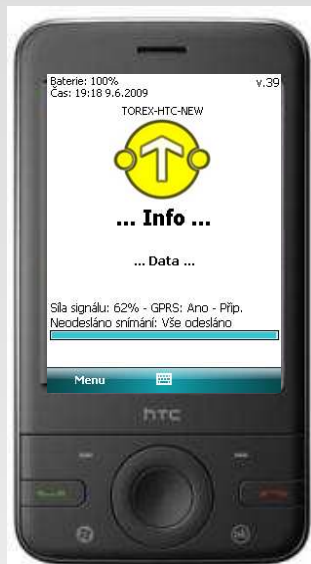 Baterie: 100%
v.39
Čas: 19:18 9.6.2009
TOREX-HTC-NEW
... Info ...
... Data ...
Síla signálu: 62% - GPRS: Ano - Přip.
Neodesláno snímání: Vše odesláno
Menu
hTC